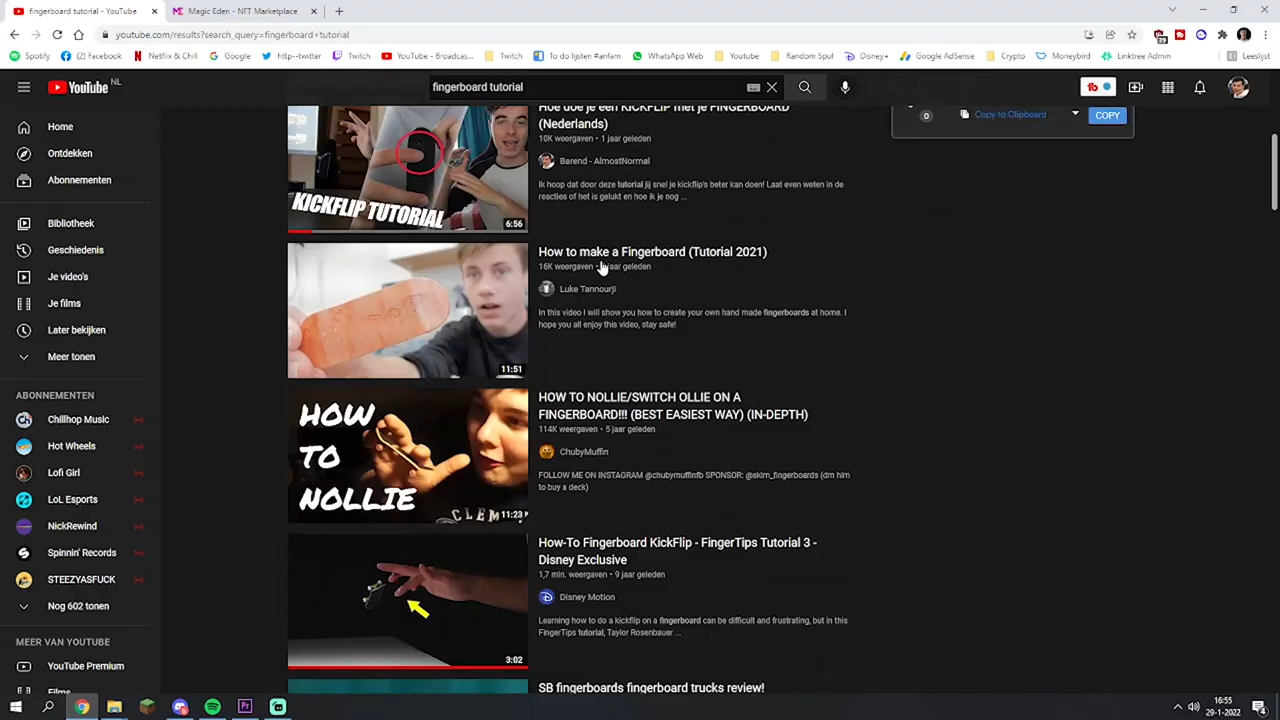 fingerboard tutorial - YouTube
Magic Eden - NFT Marketplace
youtube.com/results?search_query=fingerboard+tutorial
Spotify
(2) Facebook
Netflix & Chill
Google
http--twitter
Twitch
YouTube - Broadcas...
Twitch
To do lijsten #anfarn
WhatsApp Web
Youtube
Random Spul
Disney+
Google AdSense
Crypto
Moneybird
Linktree Admin
Leeslijst
YouTube NL
fingerboard tutorial
Home
Ontdekken
Abonnementen
Bibliotheek
Geschiedenis
Je video's
Je films
Later bekijken
Meer tonen
ABONNEMENTEN
Chillhop Music
Hot Wheels
Lofi Girl
LoL Esports
NickRewind
Spinnin' Records
STEEZYASFUCK
Nog 602 tonen
MEER VAN YOUTUBE
YouTube Premium
Films
KICKFLIP TUTORIAL
6:56
Hoe doe je een KICKFLIP met je FINGERBOARD
(Nederlands)
10K weergaven • 1 jaar geleden
Barend - AlmostNormal
Ik hoop dat door deze tutorial jij snel je kickflip's beter kan doen! Laat even weten in de
reacties of het is gelukt en hoe ik je nog ...
0
Copy to Clipboard
COPY
11:51
How to make a Fingerboard (Tutorial 2021)
16K weergaven • jaar geleden
Luke Tannourji
In this video I will show you how to create your own hand made fingerboards at home. I
hope you all enjoy this video, stay safe!
HOW
TO
NOLLIE
CLEM
11:23
HOW TO NOLLIE/SWITCH OLLIE ON A
FINGERBOARD!!! (BEST EASIEST WAY) (IN-DEPTH)
114K weergaven • 5 jaar geleden
ChubyMuffin
FOLLOW ME ON INSTAGRAM @chubymuffinfb SPONSOR: @skim_fingerboards (dm him
to buy a deck)
3:02
How-To Fingerboard KickFlip - FingerTips Tutorial 3 -
Disney Exclusive
1,7 mln. weergaven • 9 jaar geleden
Disney Motion
Learning how to do a kickflip on a fingerboard can be difficult and frustrating, but in this
FingerTips tutorial, Taylor Rosenbauer ...
SB fingerboards fingerboard trucks review!
16:55
29-1-2022